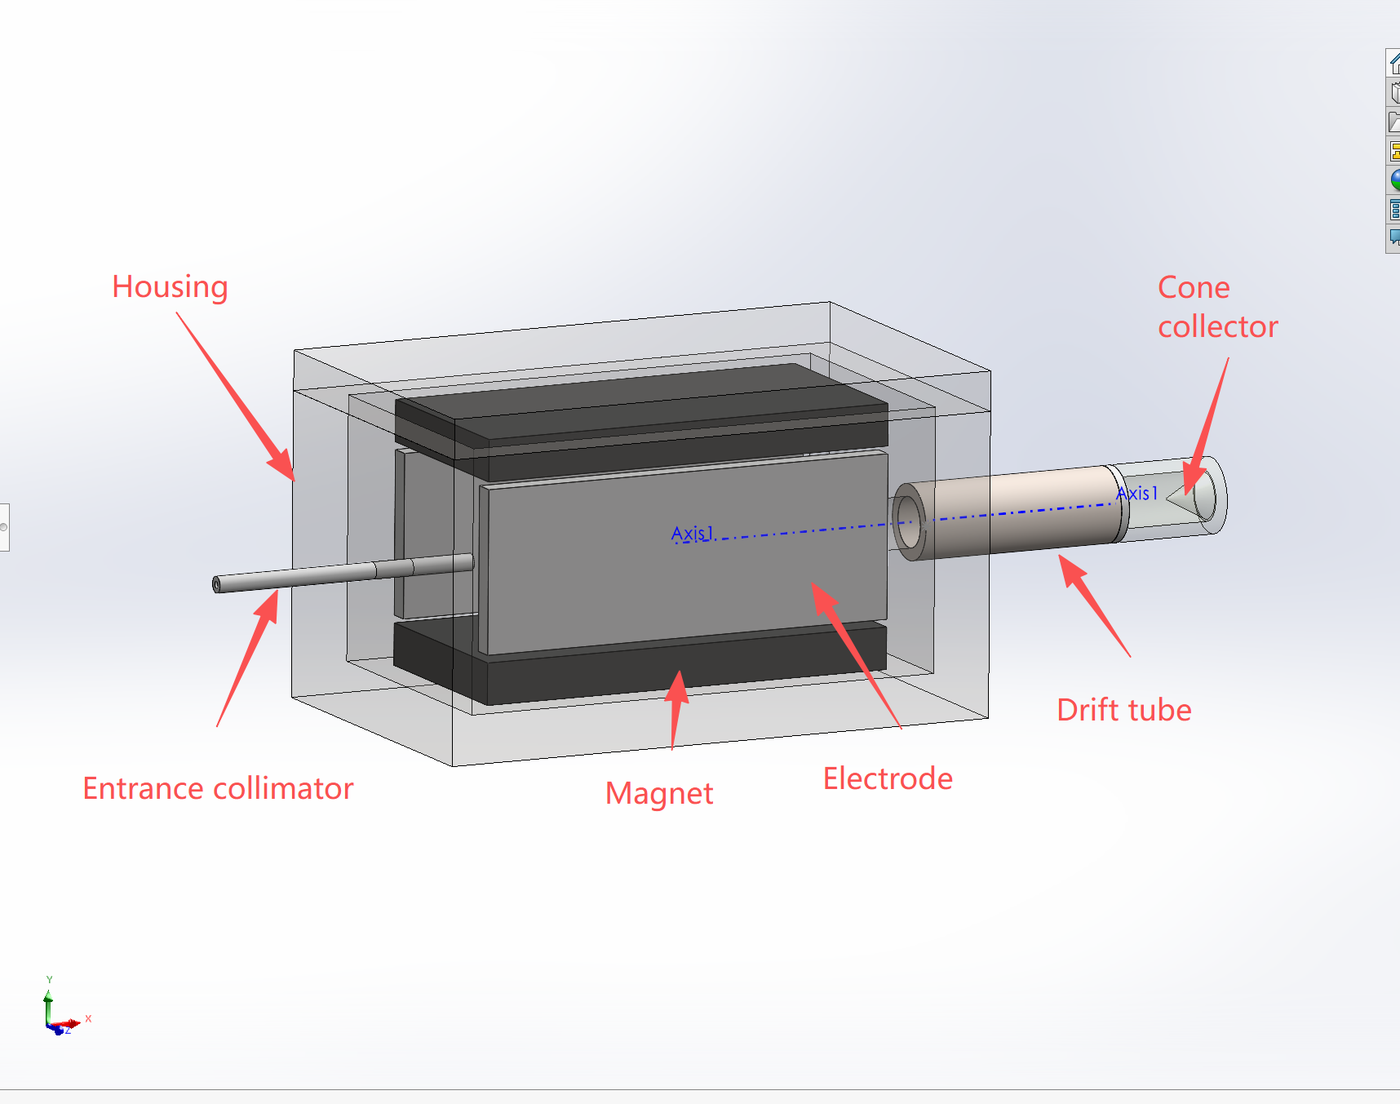 Housing
Cone
collector
Axis1
Axis1
Drift tube
Entrance collimator
Magnet
Electrode
Y
X
Z